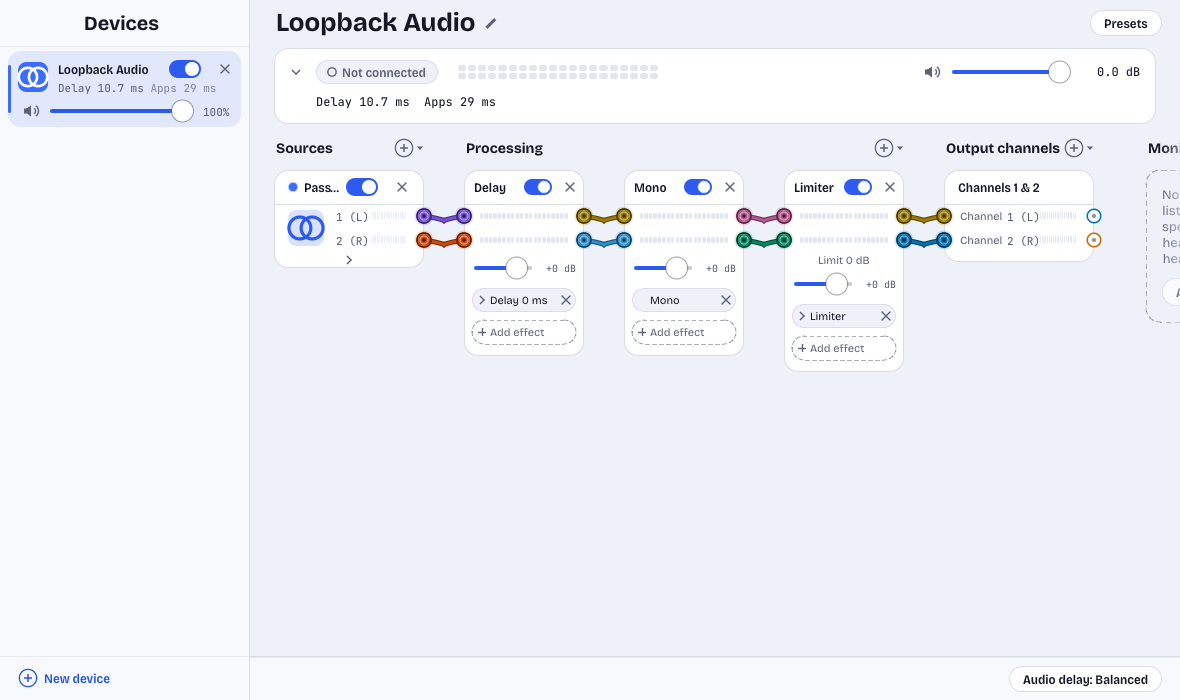 Devices
Loopback Audio
Delay 10.7 ms Apps 29 ms
100%
New device
Loopback Audio
Presets
Not connected
0.0 dB
Delay 10.7 ms Apps 29 ms
Sources
Processing
Output channels
Pass...
1 (L)
2 (R)
Delay
+0 dB
Delay 0 ms
+ Add effect
Mono
+0 dB
Mono
+ Add effect
Limiter
Limit 0 dB
+0 dB
Limiter
+ Add effect
Channels 1 & 2
Channel 1 (L)
Channel 2 (R)
Audio delay: Balanced